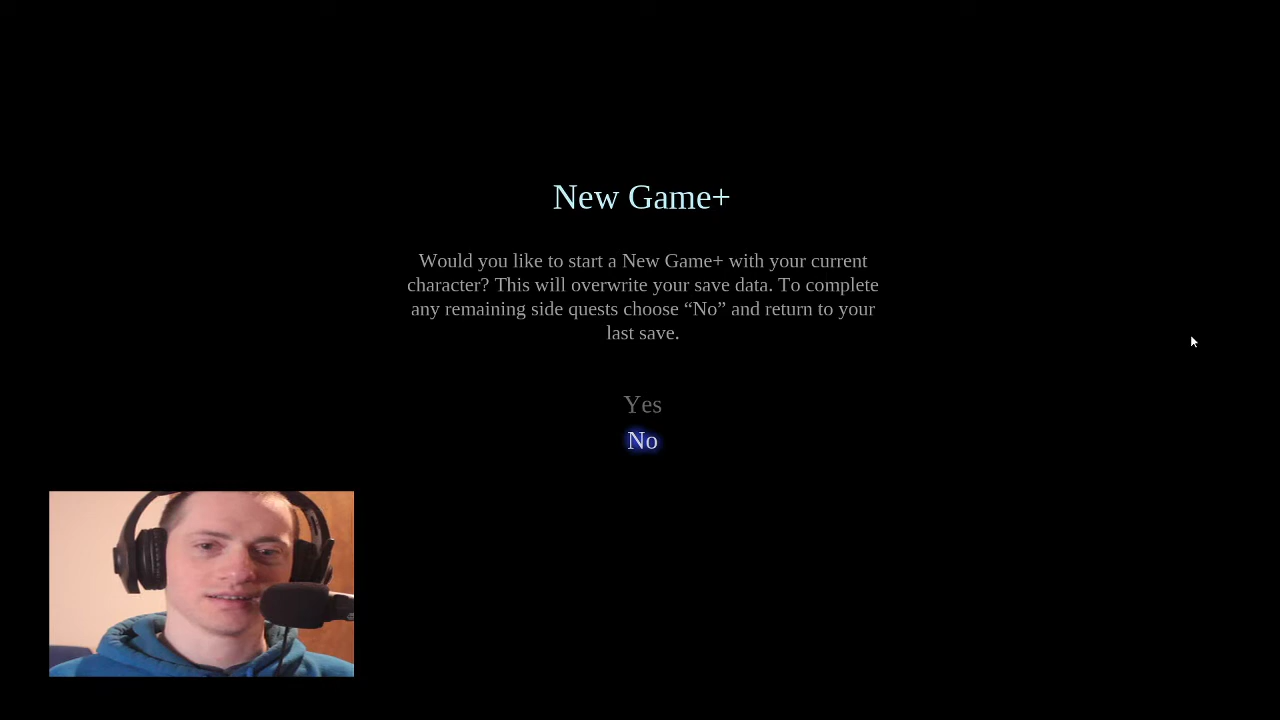 New Game+
Would you like to start a New Game+ with your current
character? This will overwrite your save data. To complete
any remaining side quests choose “No” and return to your
last save.
Yes
No